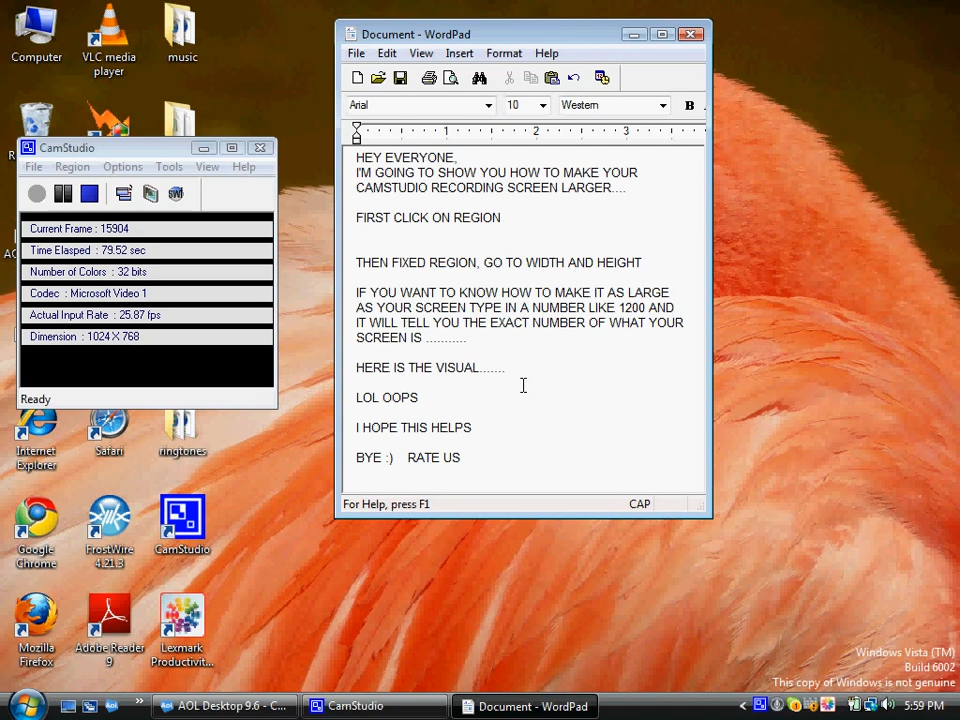 Computer
VLC media
player
music
CamStudio
File Region Options Tools View Help
Current Frame : 15904
Time Elasped : 79.52 sec
Number of Colors : 32 bits
Codec : Microsoft Video 1
Actual Input Rate : 25.87 fps
Dimension : 1024 X 768
Ready
Internet
Explorer
Safari
ringtones
Google
Chrome
FrostWire
4.21.3
CamStudio
Mozilla
Firefox
Adobe Reader
9
Lexmark
Productivit...
Document - WordPad
File Edit View Insert Format Help
Arial 10 Western B
1 2 3
HEY EVERYONE,
I'M GOING TO SHOW YOU HOW TO MAKE YOUR
CAMSTUDIO RECORDING SCREEN LARGER....
FIRST CLICK ON REGION
THEN FIXED REGION, GO TO WIDTH AND HEIGHT
IF YOU WANT TO KNOW HOW TO MAKE IT AS LARGE
AS YOUR SCREEN TYPE IN A NUMBER LIKE 1200 AND
IT WILL TELL YOU THE EXACT NUMBER OF WHAT YOUR
SCREEN IS ...........
HERE IS THE VISUAL.......
LOL OOPS
I HOPE THIS HELPS
BYE :) RATE US
For Help, press F1 CAP
Windows Vista (TM)
Build 6002
This copy of Windows is not genuine
AOL Desktop 9.6 - C... CamStudio Document - WordPad 5:59 PM